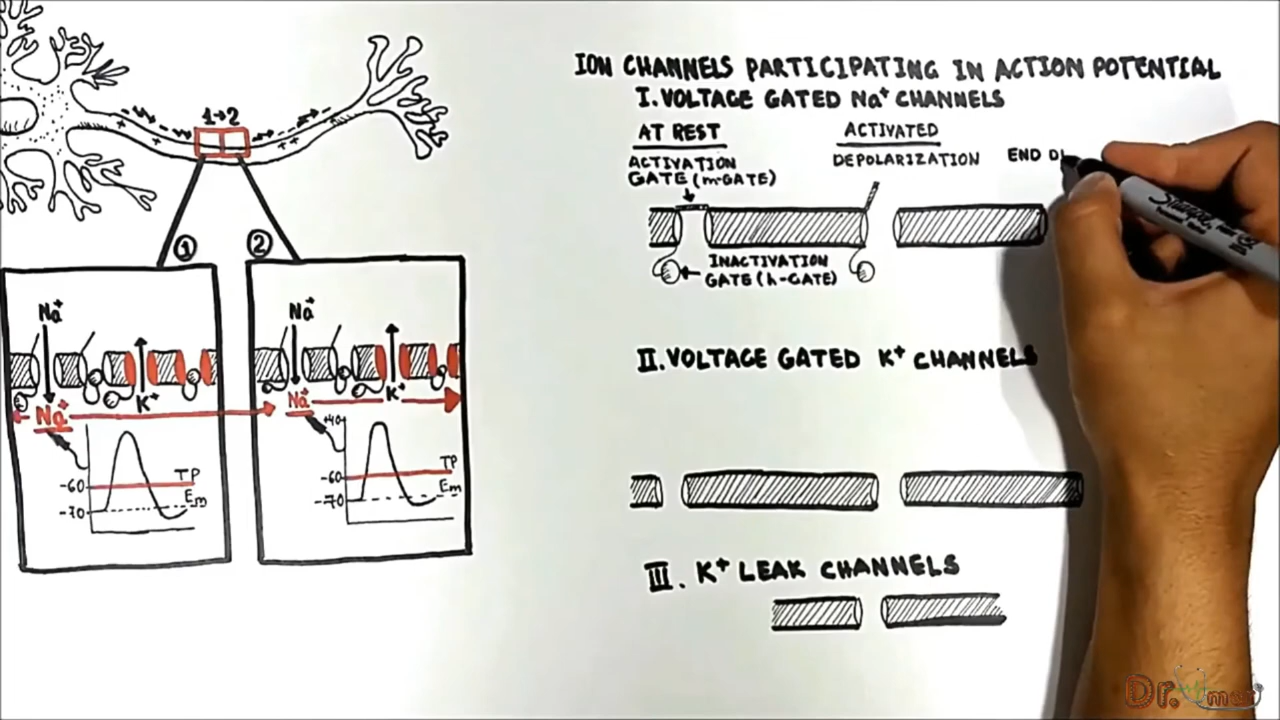 1→2
①
②
Na⁺
Na⁺
K⁺
TP
-60
Em
-70
Na⁺
Na⁺
K⁺
+40
TP
-60
Em
-70
ION CHANNELS PARTICIPATING IN ACTION POTENTIAL
I. VOLTAGE GATED Na⁺ CHANNELS
AT REST
ACTIVATION
GATE (m-GATE)
INACTIVATION
GATE (h-GATE)
ACTIVATED
DEPOLARIZATION
END
II. VOLTAGE GATED K⁺ CHANNELS
III. K⁺ LEAK CHANNELS
Sharpie
Dr.